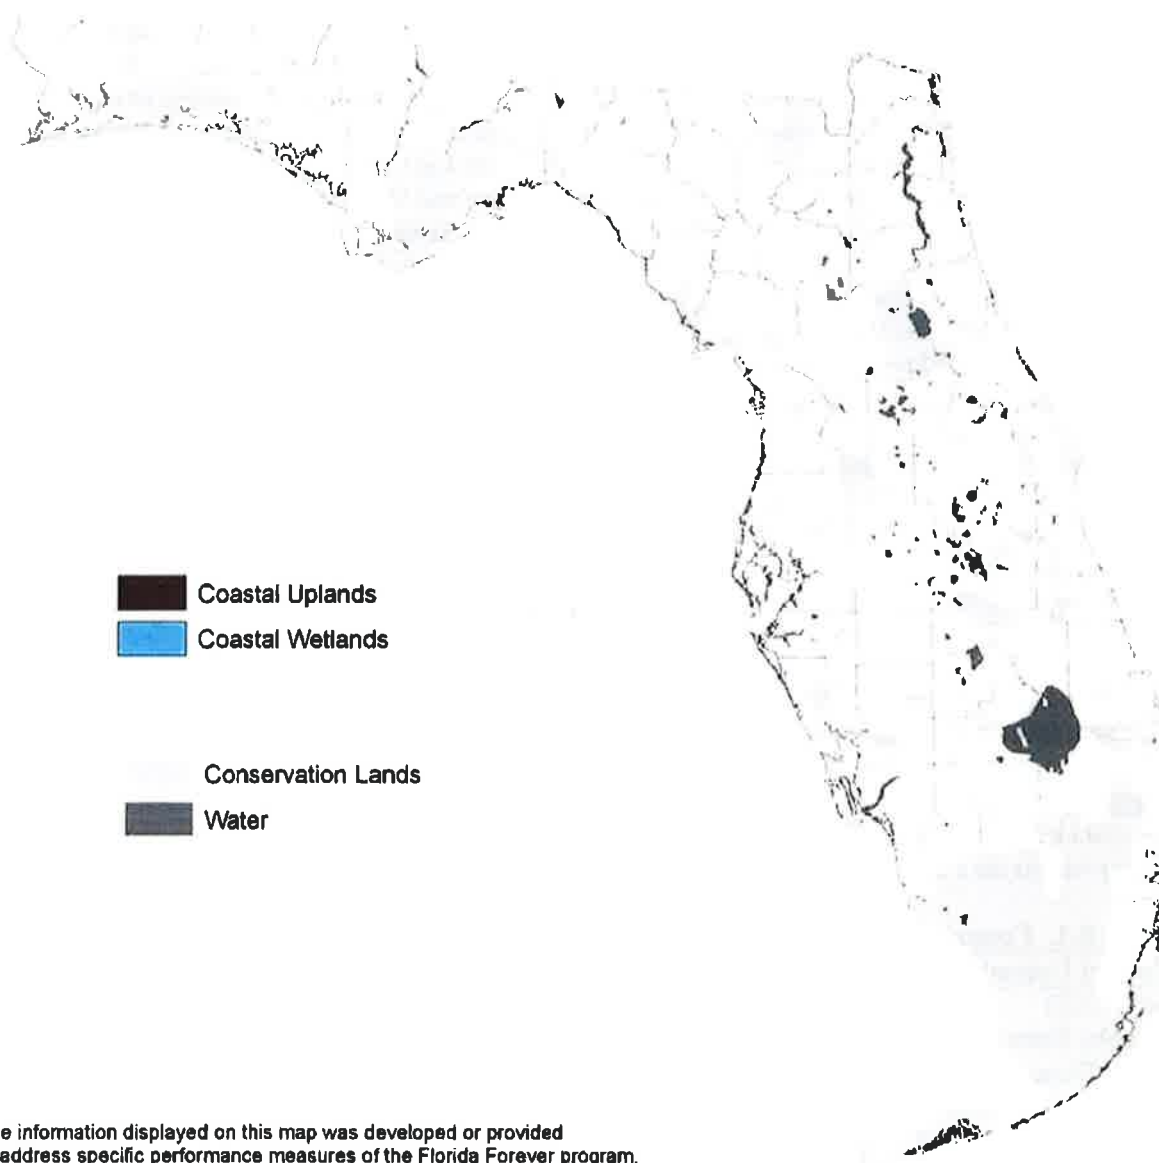 Coastal Uplands
Coastal Wetlands
Conservation Lands
Water
e information displayed on this map was developed or provided
address specific performance measures of the Florida Forever program.